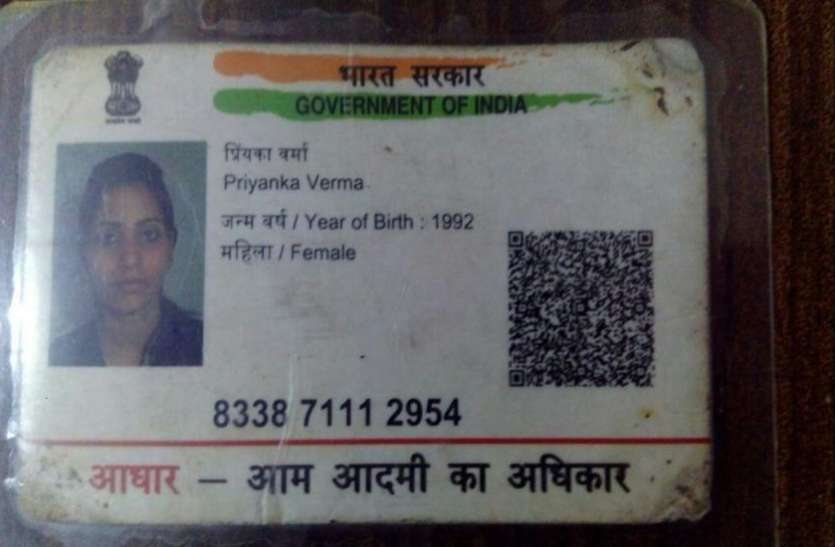 भारत सरकार
GOVERNMENT OF INDIA
प्रिंयका वर्मा
Priyanka Verma
जन्म वर्ष / Year of Birth : 1992
महिला / Female
8338 7111 2954
आधार — आम आदमी का अधिकार